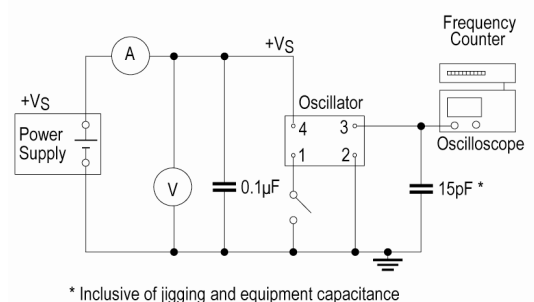 Frequency
Counter
A
+VS
+VS
Oscillator
Power
Supply
4 3
1 2
Oscilloscope
V
0.1µF
15pF *
* Inclusive of jigging and equipment capacitance